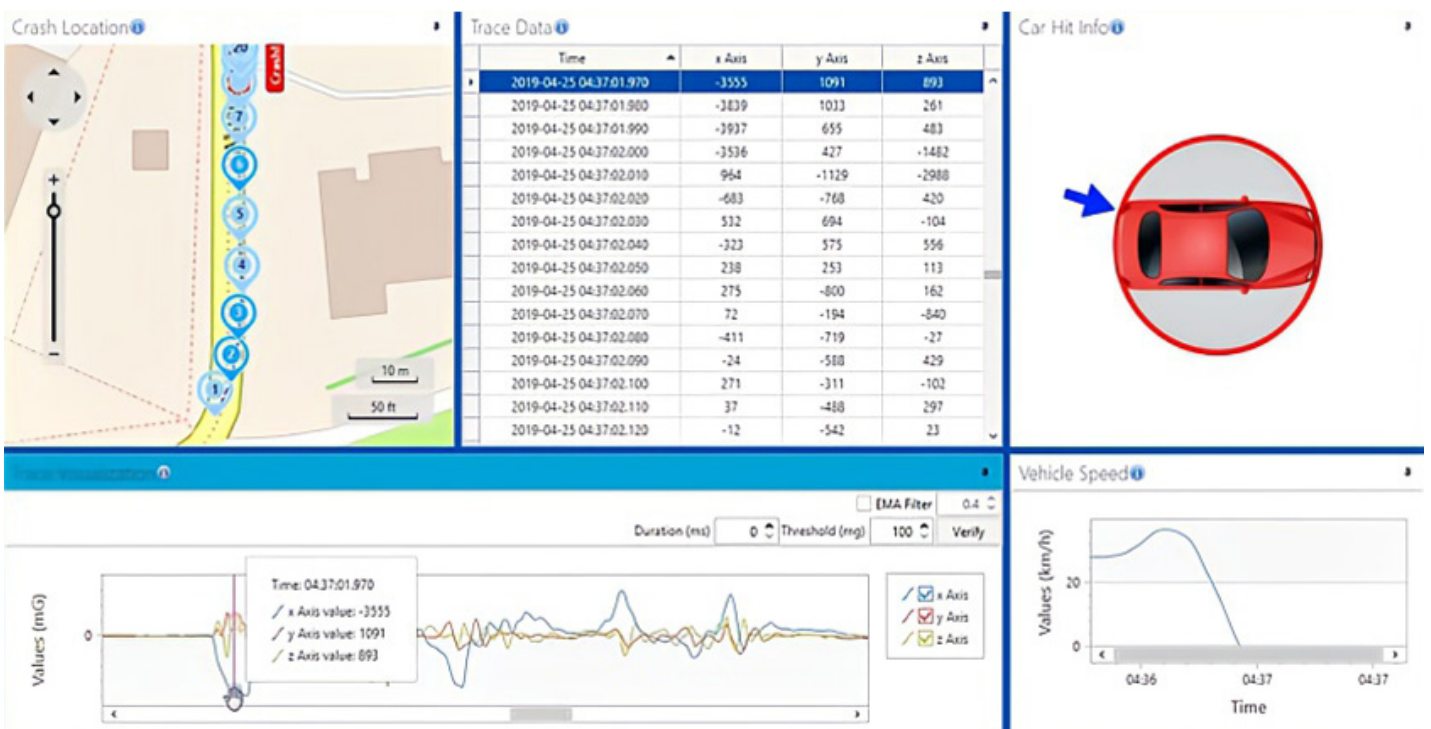 Crash Location
20
Crash!
7
6
5
4
3
2
1
+
−
10 m
50 ft
Trace Data
Time x Axis y Axis z Axis
2019-04-25 04:37:01.970 -3555 1091 893
2019-04-25 04:37:01.980 -3839 1033 261
2019-04-25 04:37:01.990 -3937 655 483
2019-04-25 04:37:02.000 -3536 427 -1482
2019-04-25 04:37:02.010 964 -1129 -2988
2019-04-25 04:37:02.020 -683 -768 420
2019-04-25 04:37:02.030 532 694 -104
2019-04-25 04:37:02.040 -323 575 556
2019-04-25 04:37:02.050 238 253 113
2019-04-25 04:37:02.060 275 -800 162
2019-04-25 04:37:02.070 72 -194 -840
2019-04-25 04:37:02.080 -411 -719 -27
2019-04-25 04:37:02.090 -24 -588 429
2019-04-25 04:37:02.100 271 -311 -102
2019-04-25 04:37:02.110 37 -488 297
2019-04-25 04:37:02.120 -12 -542 23
Car Hit Info
Trace Visualization
EMA Filter 0.4
Duration (ms) 0 Threshold (mg) 100 Verify
Values (mG)
0
Time: 04:37:01.970
x Axis value: -3555
y Axis value: 1091
z Axis value: 893
x Axis
y Axis
z Axis
Vehicle Speed
Values (km/h)
20
0
04:36 04:37 04:37
Time